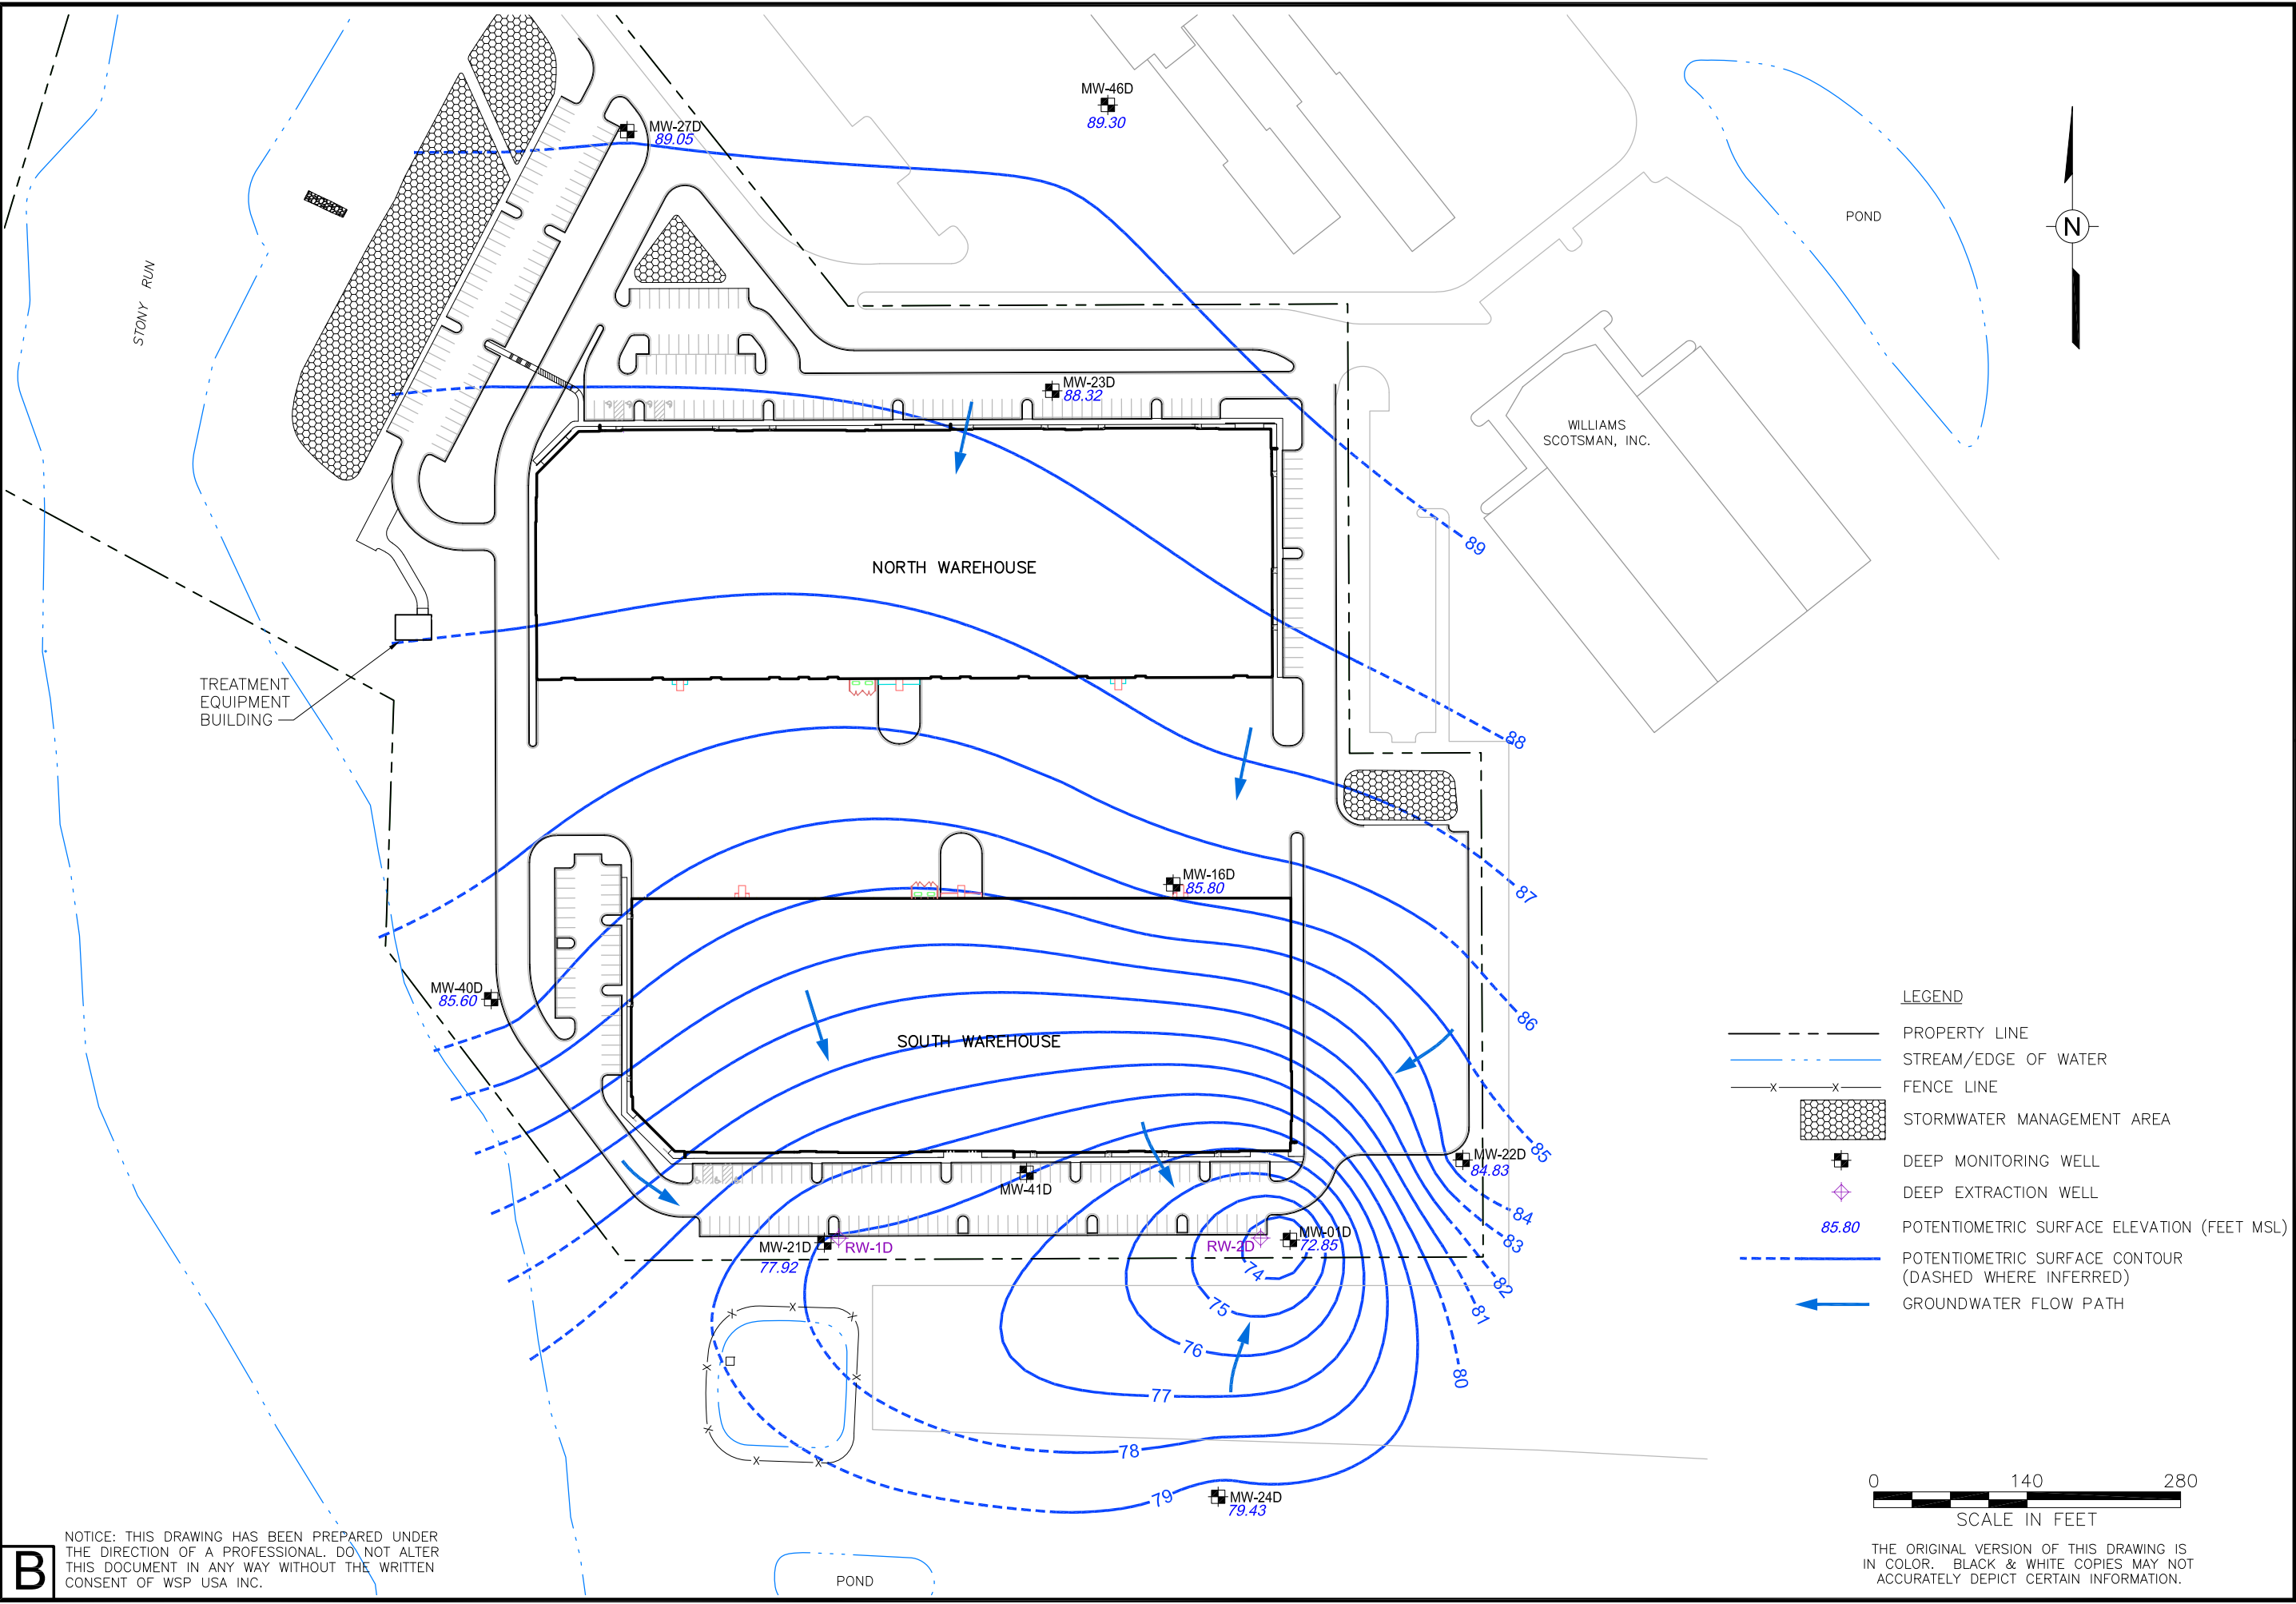 MW-46D
89.30
MW-27D
89.05
POND
N
STONY RUN
MW-23D
88.32
WILLIAMS
SCOTSMAN, INC.
89
NORTH WAREHOUSE
TREATMENT
EQUIPMENT
BUILDING
88
MW-16D
85.80
87
MW-40D
85.60
86
SOUTH WAREHOUSE
85
MW-22D
84.83
MW-41D
84
MW-21D
RW-1D
77.92
RW-2D
MW-01D
72.85
83
74
82
75
81
76
80
77
78
79
MW-24D
79.43
LEGEND
PROPERTY LINE
STREAM/EDGE OF WATER
X X FENCE LINE
STORMWATER MANAGEMENT AREA
DEEP MONITORING WELL
DEEP EXTRACTION WELL
85.80 POTENTIOMETRIC SURFACE ELEVATION (FEET MSL)
POTENTIOMETRIC SURFACE CONTOUR
(DASHED WHERE INFERRED)
GROUNDWATER FLOW PATH
0 140 280
SCALE IN FEET
THE ORIGINAL VERSION OF THIS DRAWING IS
IN COLOR. BLACK & WHITE COPIES MAY NOT
ACCURATELY DEPICT CERTAIN INFORMATION.
POND
B
NOTICE: THIS DRAWING HAS BEEN PREPARED UNDER
THE DIRECTION OF A PROFESSIONAL. DO NOT ALTER
THIS DOCUMENT IN ANY WAY WITHOUT THE WRITTEN
CONSENT OF WSP USA INC.